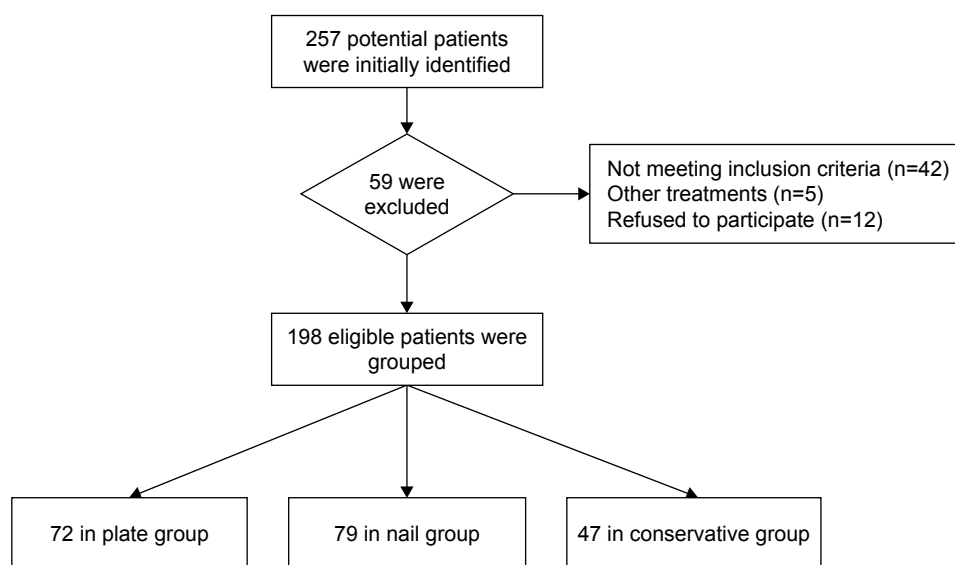 257 potential patients
were initially identified
59 were
excluded
Not meeting inclusion criteria (n=42)
Other treatments (n=5)
Refused to participate (n=12)
198 eligible patients were
grouped
72 in plate group
79 in nail group
47 in conservative group